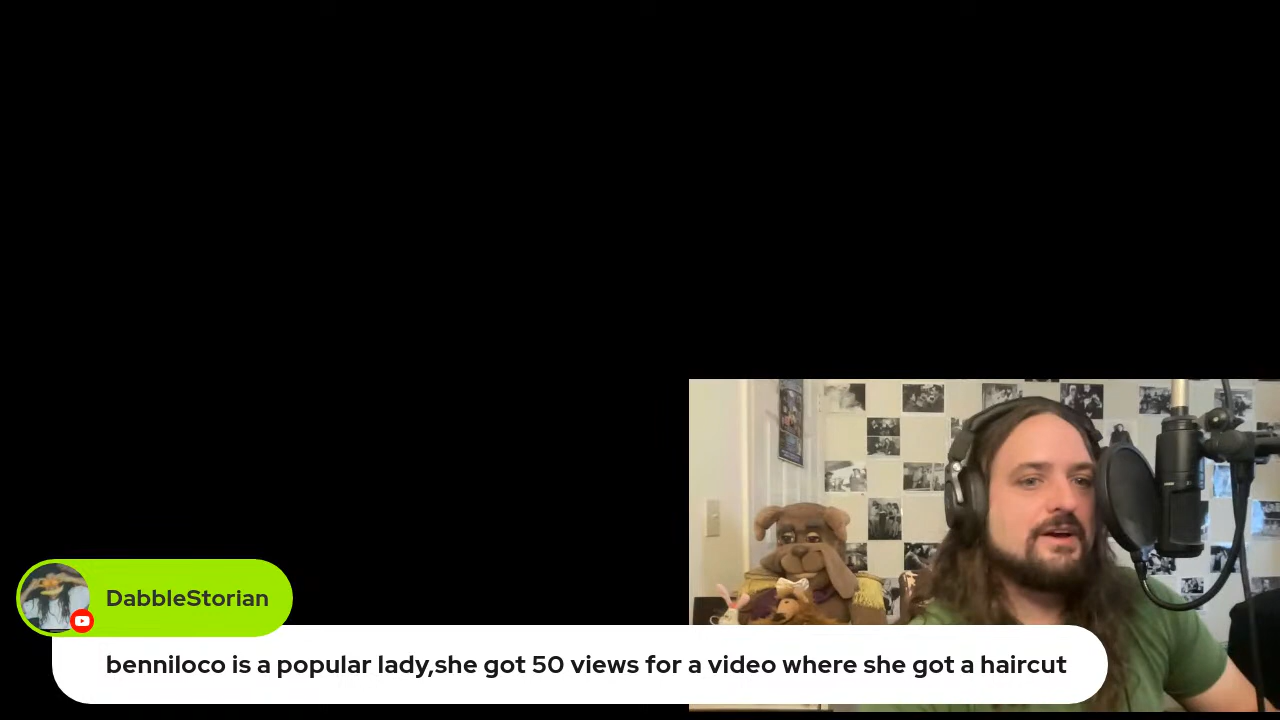 DabbleStorian
benniloco is a popular lady,she got 50 views for a video where she got a haircut